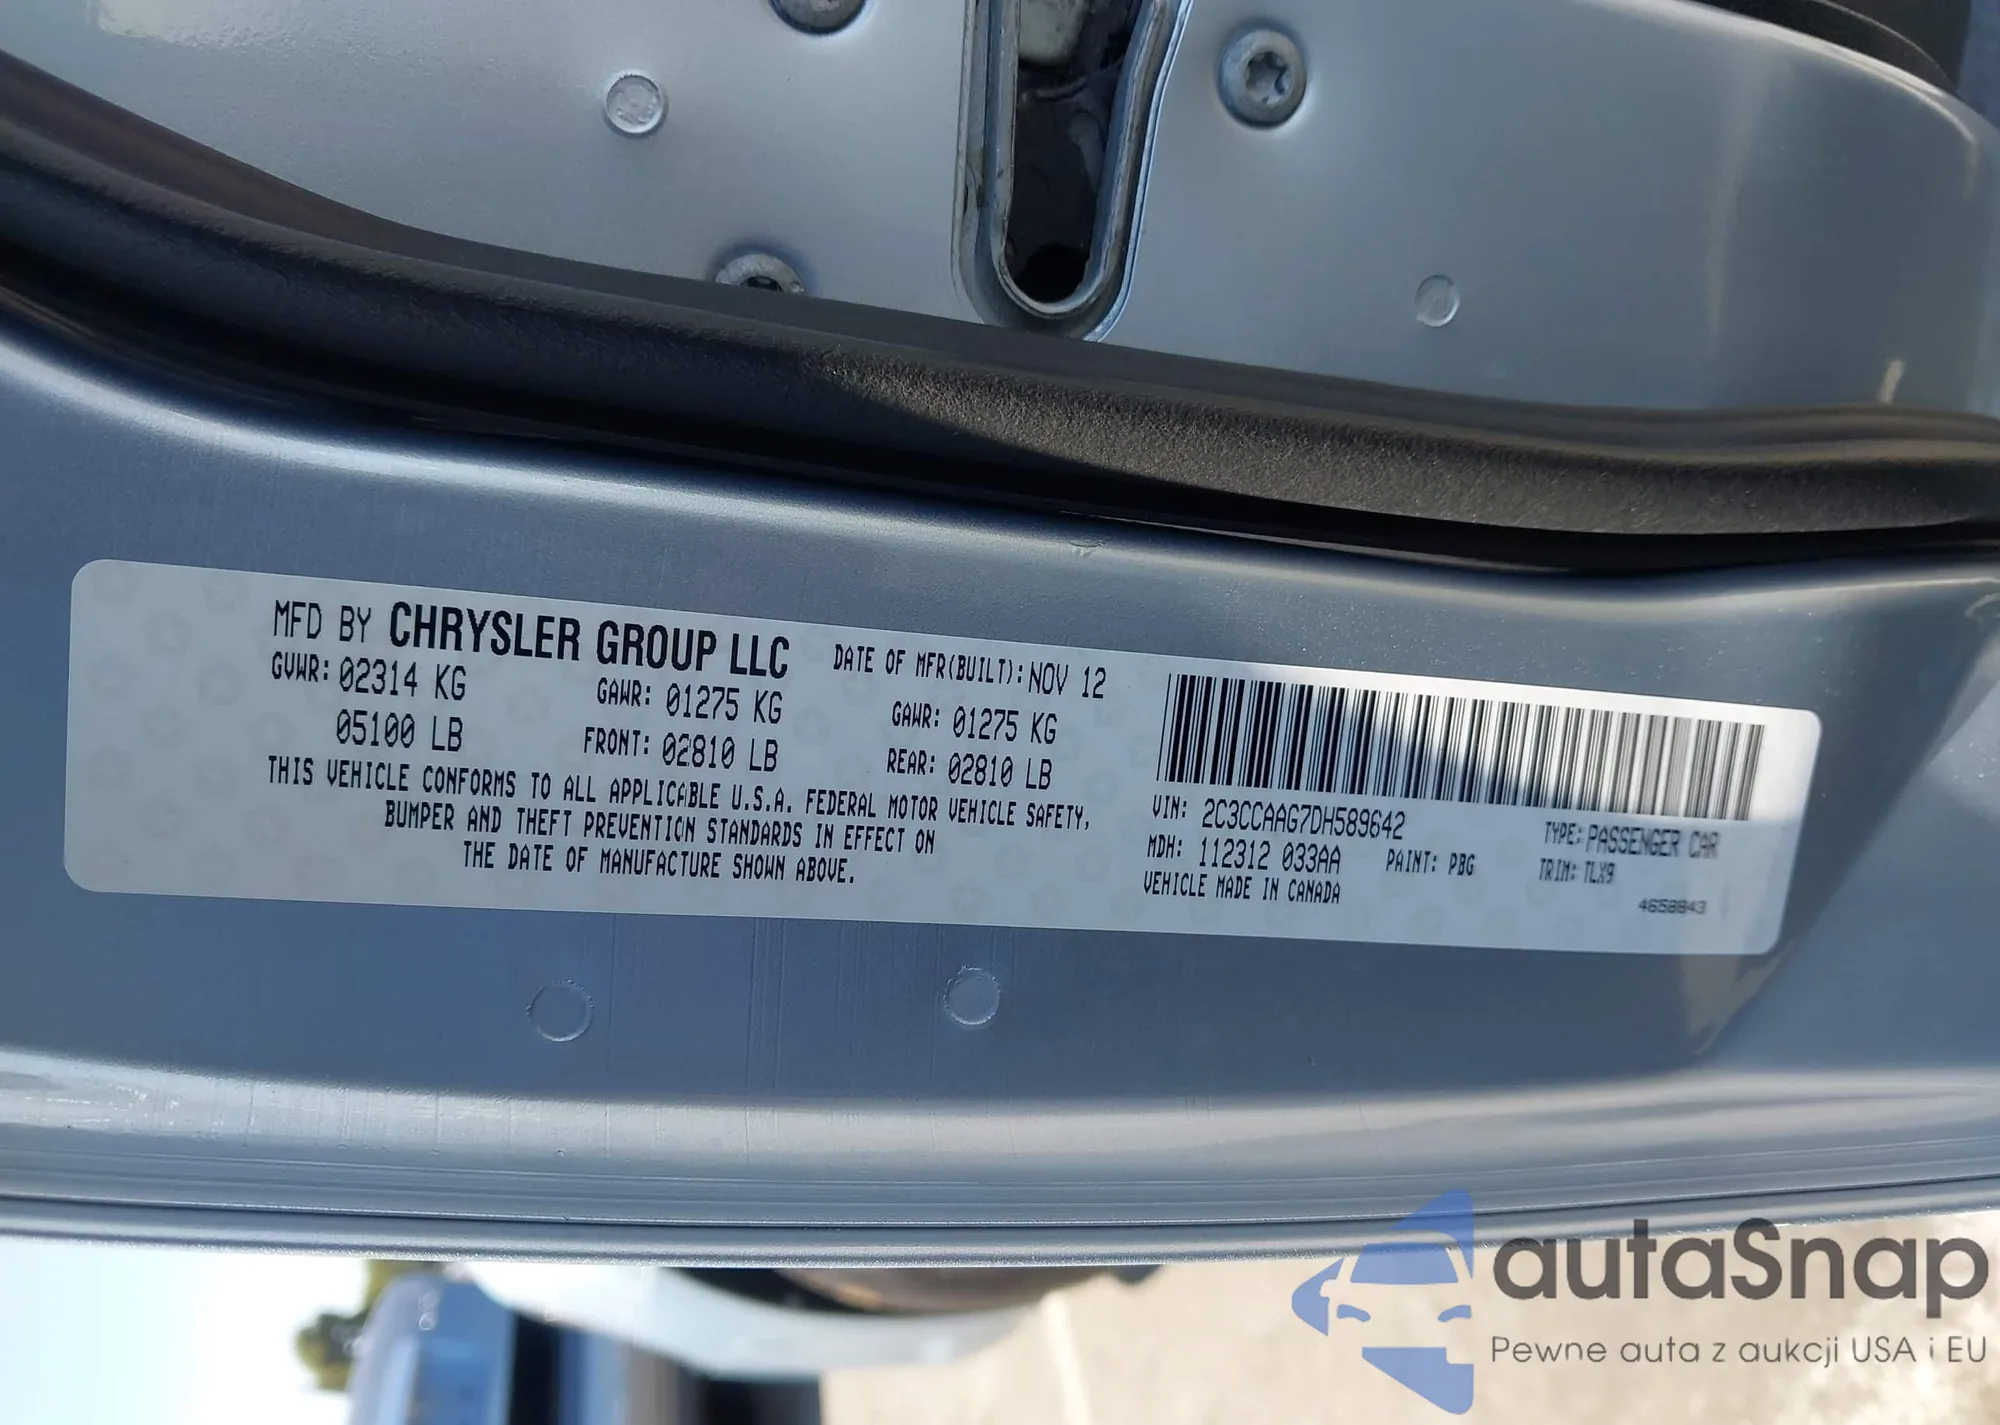 MFD BY CHRYSLER GROUP LLC DATE OF MFR(BUILT): NOV 12
GVWR: 02314 KG GAWR: 01275 KG GAWR: 01275 KG
05100 LB FRONT: 02810 LB REAR: 02810 LB
THIS VEHICLE CONFORMS TO ALL APPLICABLE U.S.A. FEDERAL MOTOR VEHICLE SAFETY,
BUMPER AND THEFT PREVENTION STANDARDS IN EFFECT ON
THE DATE OF MANUFACTURE SHOWN ABOVE.
VIN: 2C3CCAAG7DH589642 TYPE: PASSENGER CAR
MDH: 112312 033AA PAINT: PBG TRIM: TLX9
VEHICLE MADE IN CANADA
4658843
autaSnap
Pewne auta z aukcji USA i EU